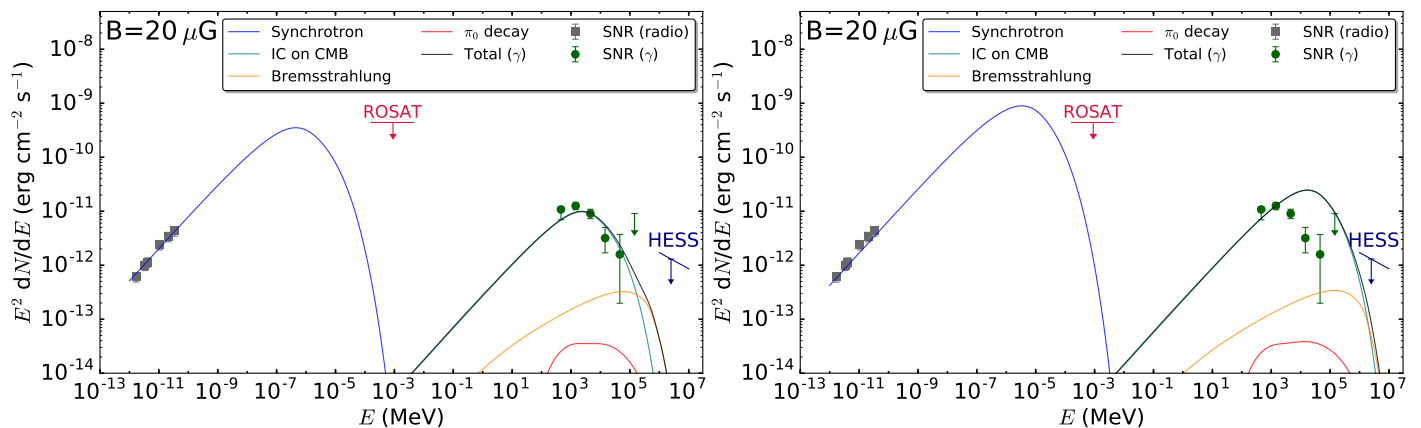 B=20 μG
Synchrotron
IC on CMB
Bremsstrahlung
π₀ decay
Total (γ)
SNR (radio)
SNR (γ)
ROSAT
HESS
E² dN/dE (erg cm⁻² s⁻¹)
10⁻⁸
10⁻⁹
10⁻¹⁰
10⁻¹¹
10⁻¹²
10⁻¹³
10⁻¹⁴
10⁻¹³ 10⁻¹¹ 10⁻⁹ 10⁻⁷ 10⁻⁵ 10⁻³ 10⁻¹ 10¹ 10³ 10⁵ 10⁷
E (MeV)
B=20 μG
Synchrotron
IC on CMB
Bremsstrahlung
π₀ decay
Total (γ)
SNR (radio)
SNR (γ)
ROSAT
HESS
E² dN/dE (erg cm⁻² s⁻¹)
10⁻⁸
10⁻⁹
10⁻¹⁰
10⁻¹¹
10⁻¹²
10⁻¹³
10⁻¹⁴
10⁻¹³ 10⁻¹¹ 10⁻⁹ 10⁻⁷ 10⁻⁵ 10⁻³ 10⁻¹ 10¹ 10³ 10⁵ 10⁷
E (MeV)